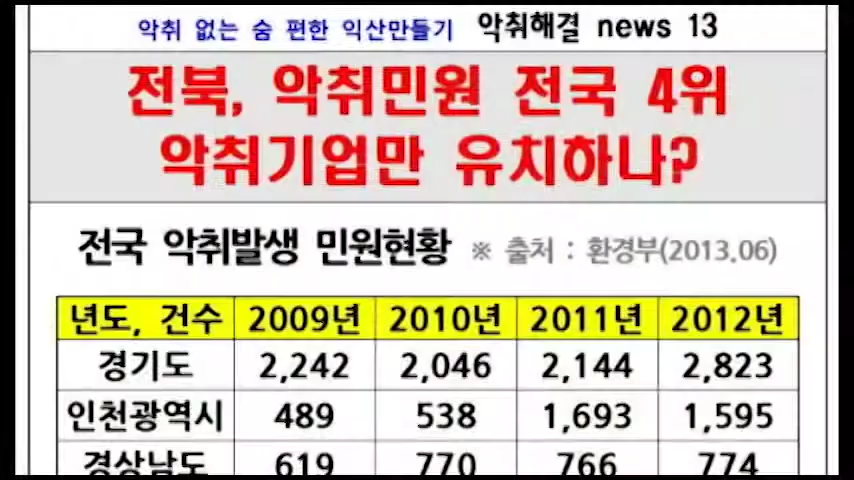 악취 없는 숨 편한 익산만들기 악취해결 news 13
전북, 악취민원 전국 4위
악취기업만 유치하나?
전국 악취발생 민원현황 ※ 출처 : 환경부(2013.06)
년도, 건수 2009년 2010년 2011년 2012년
경기도 2,242 2,046 2,144 2,823
인천광역시 489 538 1,693 1,595
경상남도 619 770 766 774